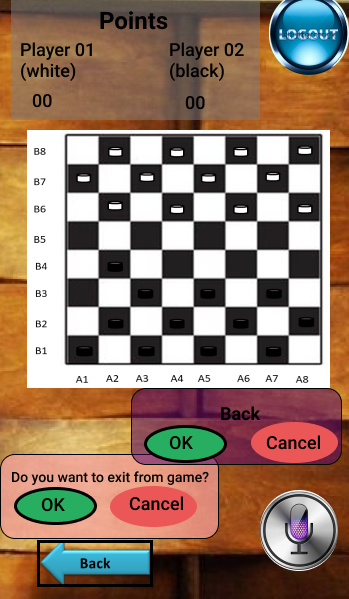 Points
Player 01
(white)
Player 02
(black)
00
00
LOGOUT
B8
B7
B6
B5
B4
B3
B2
B1
A1 A2 A3 A4 A5 A6 A7 A8
Back
OK Cancel
Do you want to exit from game?
OK Cancel
Back